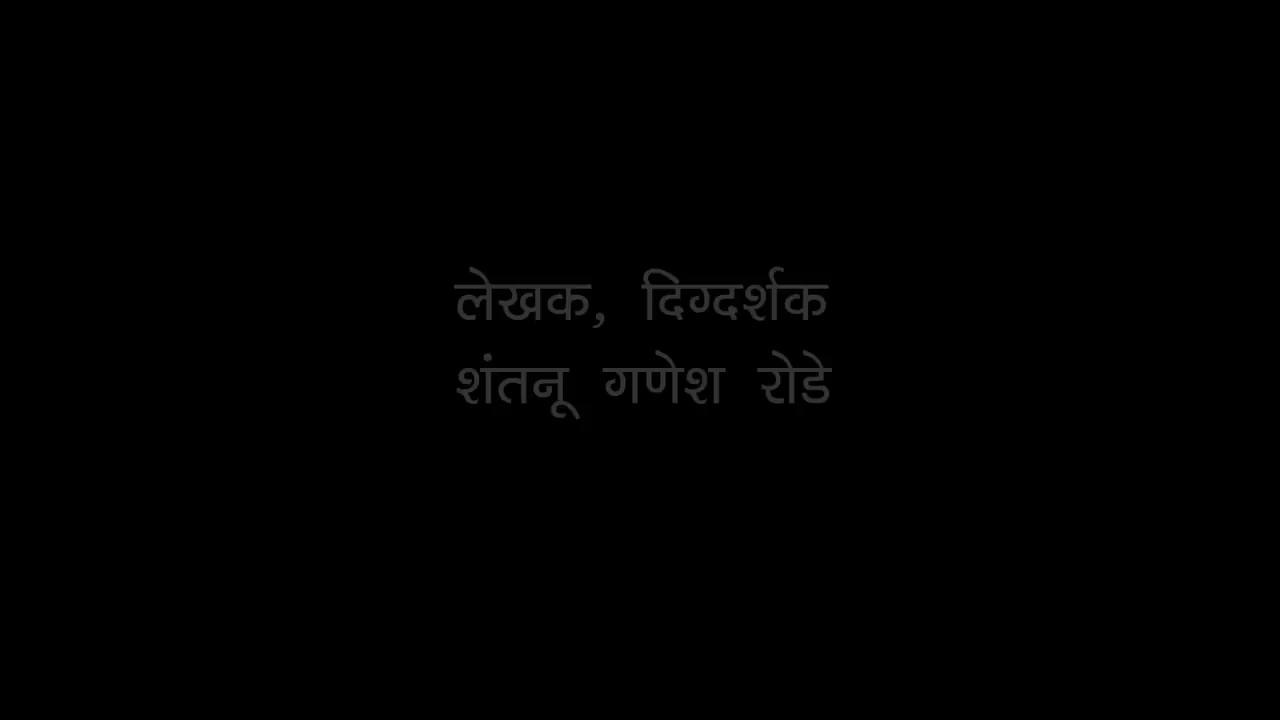 लेखक, दिग्दर्शक
शंतनू गणेश रोडे